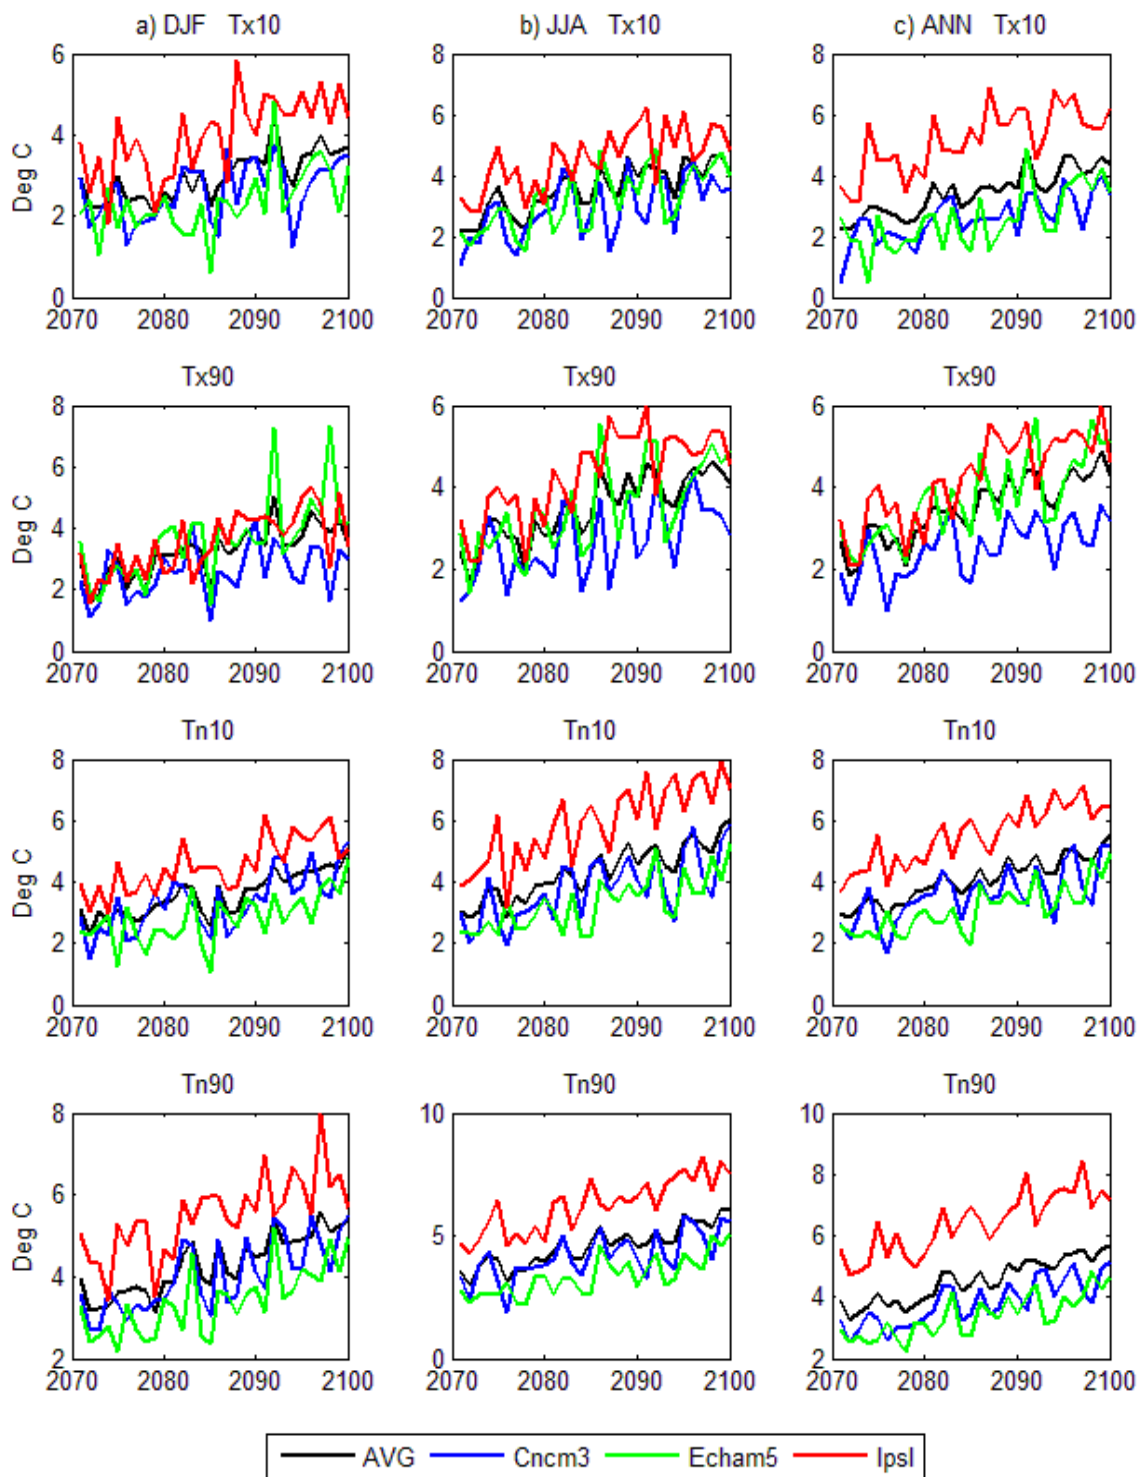 a) DJF Tx10 b) JJA Tx10 c) ANN Tx10
6 8 8
6 6
4
4 4
2
2 2
0 0 0
Deg C
2070 2080 2090 2100 2070 2080 2090 2100 2070 2080 2090 2100
Tx90 Tx90 Tx90
8 6 6
6
4 4
4
2 2
2
0 0 0
Deg C
2070 2080 2090 2100 2070 2080 2090 2100 2070 2080 2090 2100
Tn10 Tn10 Tn10
8 8 8
6 6 6
4 4 4
2 2 2
0 0 0
Deg C
2070 2080 2090 2100 2070 2080 2090 2100 2070 2080 2090 2100
Tn90 Tn90 Tn90
8 10 10
8
6
5 6
4
4
2 0 2
Deg C
2070 2080 2090 2100 2070 2080 2090 2100 2070 2080 2090 2100
AVG Cncm3 Echam5 Ipsl